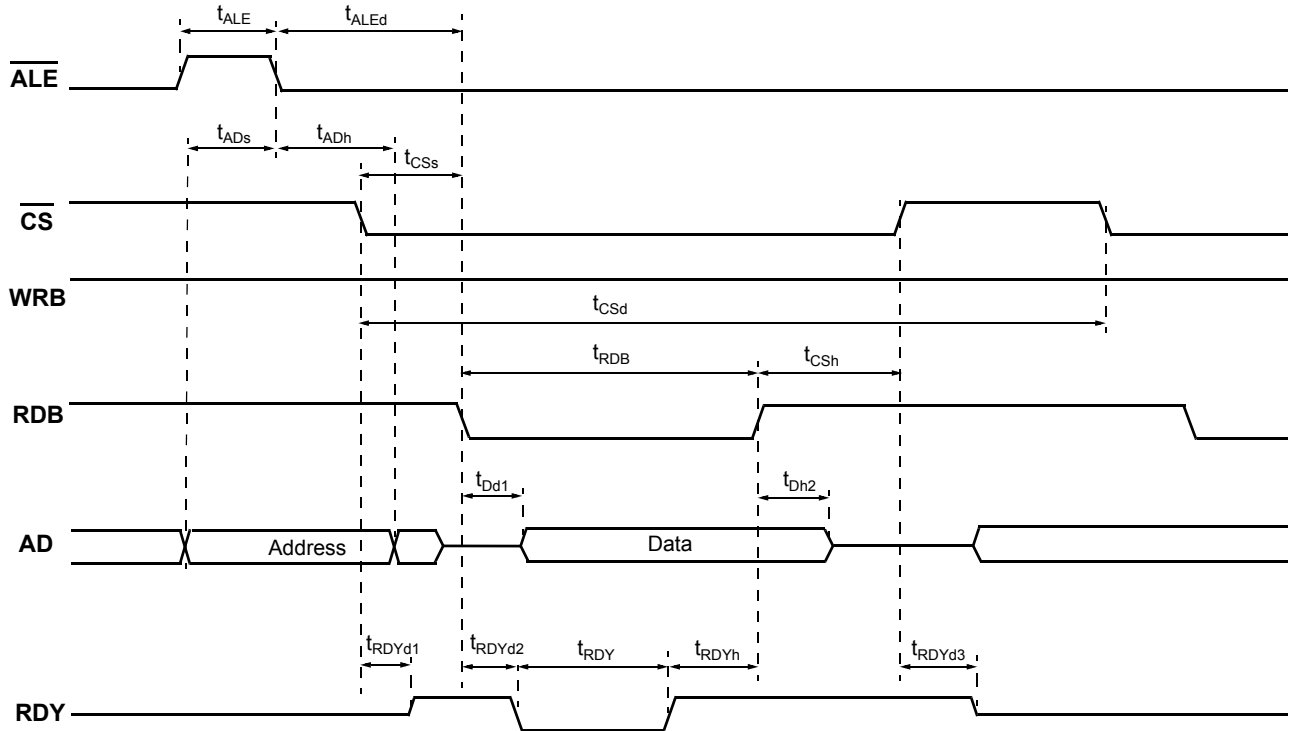 tALE tALEd
ALE
tADs tADh
tCSs
CS
WRB
tCSd
tRDB tCSh
RDB
tDd1 tDh2
AD Address Data
tRDYd1 tRDYd2 tRDY tRDYh tRDYd3
RDY